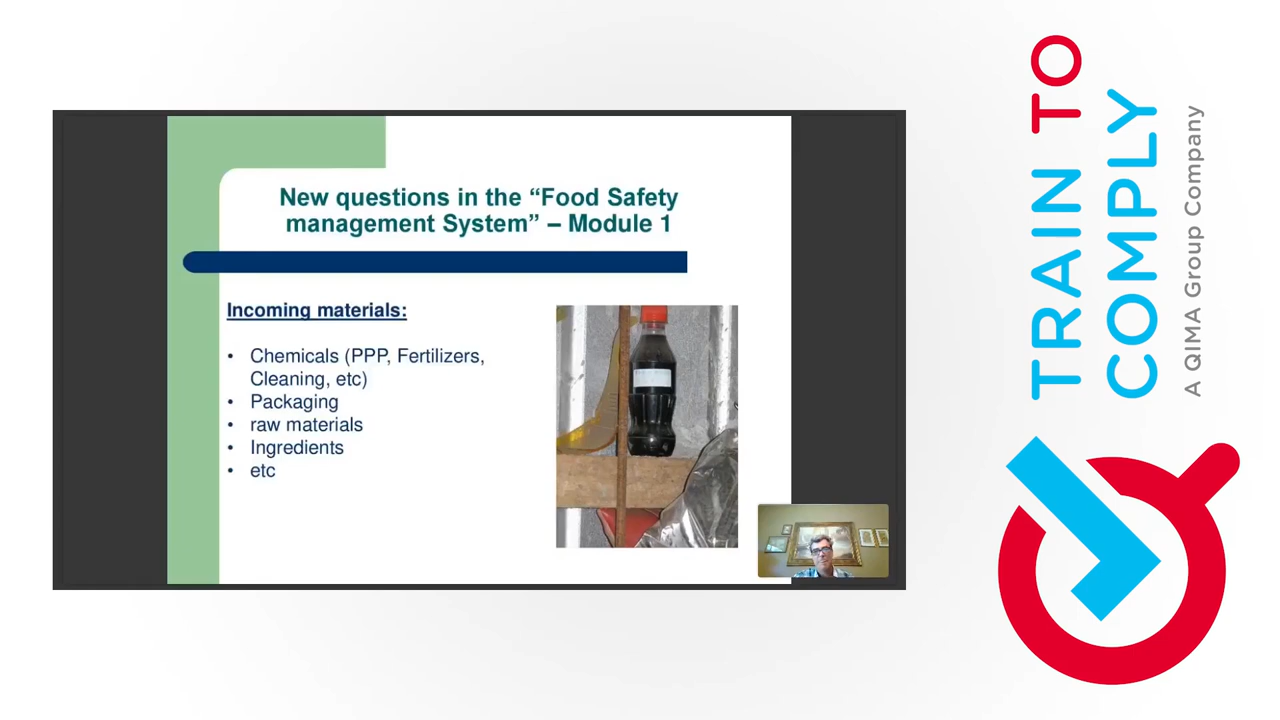 New questions in the “Food Safety
management System” – Module 1
Incoming materials:
• Chemicals (PPP, Fertilizers,
Cleaning, etc)
• Packaging
• raw materials
• Ingredients
• etc
TRAIN TO
COMPLY
A QIMA Group Company